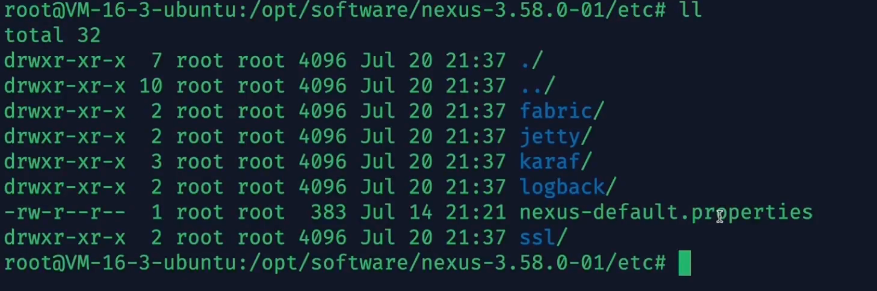 root@VM-16-3-ubuntu:/opt/software/nexus-3.58.0-01/etc# ll
total 32
drwxr-xr-x  7 root root 4096 Jul 20 21:37 ./
drwxr-xr-x 10 root root 4096 Jul 20 21:37 ../
drwxr-xr-x  2 root root 4096 Jul 20 21:37 fabric/
drwxr-xr-x  2 root root 4096 Jul 20 21:37 jetty/
drwxr-xr-x  3 root root 4096 Jul 20 21:37 karaf/
drwxr-xr-x  2 root root 4096 Jul 20 21:37 logback/
-rw-r--r--  1 root root  383 Jul 14 21:21 nexus-default.properties
drwxr-xr-x  2 root root 4096 Jul 20 21:37 ssl/
root@VM-16-3-ubuntu:/opt/software/nexus-3.58.0-01/etc#